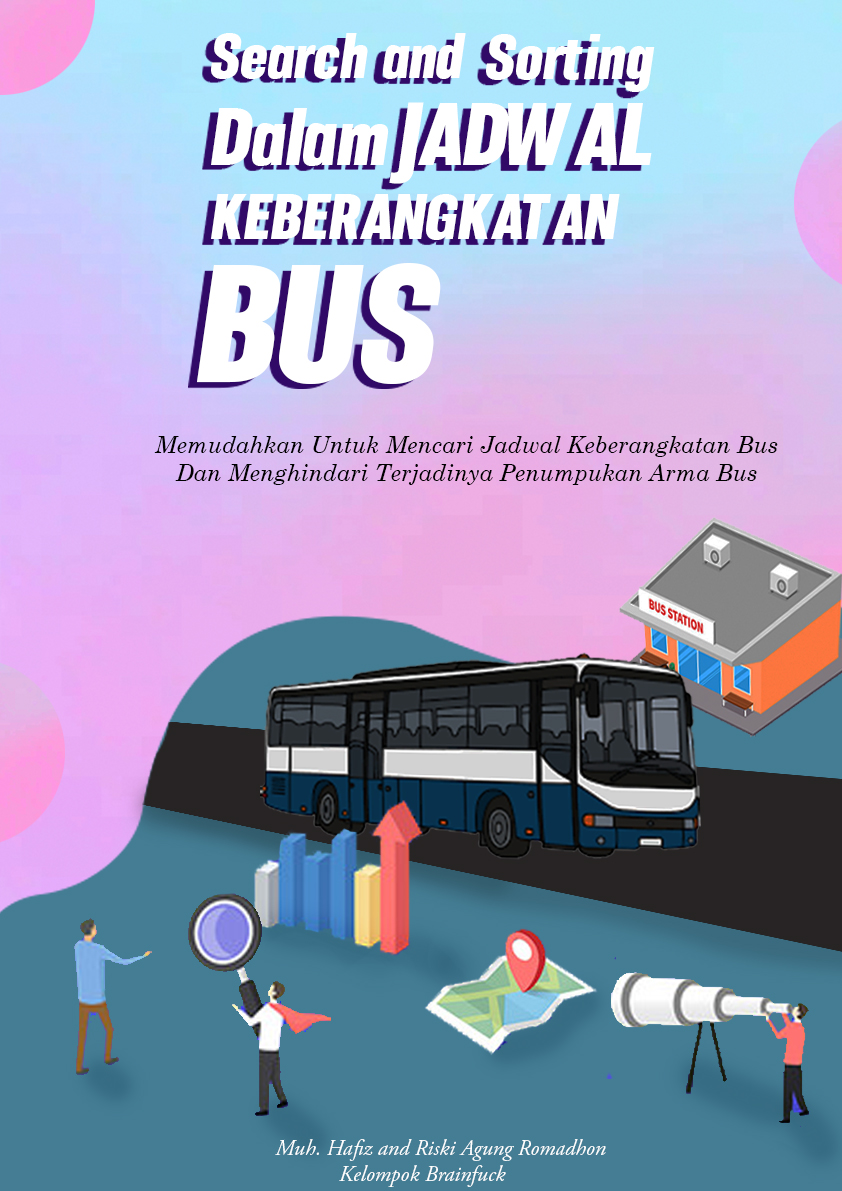 Search and Sorting
Dalam JADWAL
KEBERANGKATAN
BUS
Memudahkan Untuk Mencari Jadwal Keberangkatan Bus
Dan Menghindari Terjadinya Penumpukan Arma Bus
BUS STATION
Muh. Hafiz and Riski Agung Romadhon
Kelompok Brainfuck